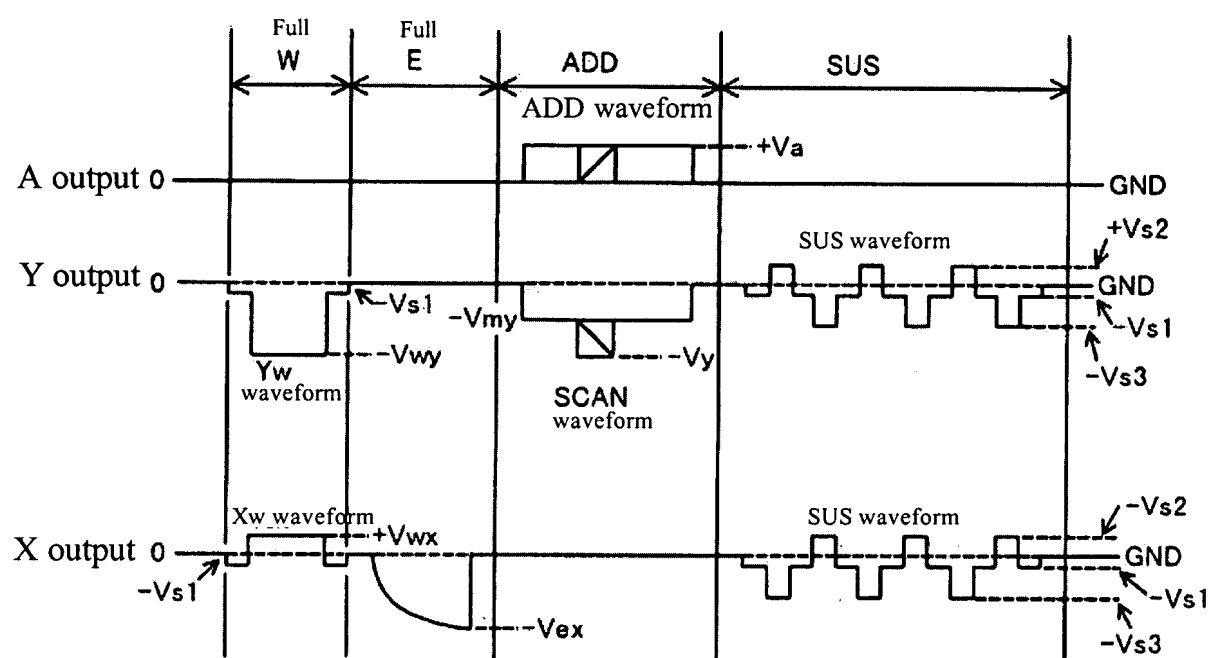 Full
W
Full
E
ADD
SUS
ADD waveform
+Va
A output 0
GND
SUS waveform
+Vs2
Y output 0
GND
-Vs1
-Vmy
-Vs1
-Vwy
-Vy
-Vs3
Yw
waveform
SCAN
waveform
Xw waveform
+Vwx
SUS waveform
-Vs2
X output 0
GND
-Vs1
-Vs1
-Vex
-Vs3